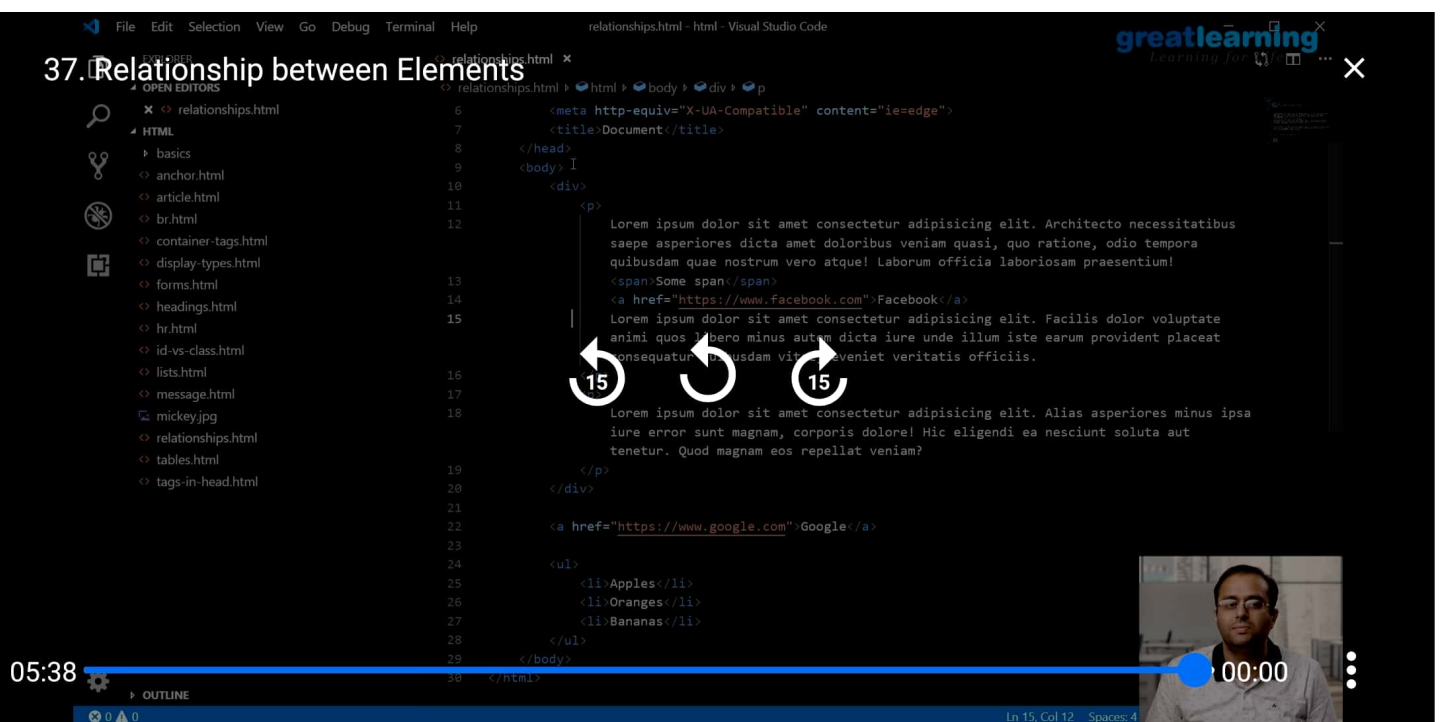 File Edit Selection View Go Debug Terminal Help
relationships.html - html - Visual Studio Code
greatlearning
Learning for
37. Relationship between Elements
EXPLORER
relationships.html
OPEN EDITORS
relationships.html
HTML
basics
anchor.html
article.html
br.html
container-tags.html
display-types.html
forms.html
headings.html
hr.html
id-vs-class.html
lists.html
message.html
mickey.jpg
relationships.html
tables.html
tags-in-head.html
OUTLINE
relationships.html html body div p
6 <meta http-equiv="X-UA-Compatible" content="ie=edge">
7 <title>Document</title>
8 </head>
9 <body>
10 <div>
11 <p>
12 Lorem ipsum dolor sit amet consectetur adipisicing elit. Architecto necessitatibus
saepe asperiores dicta amet doloribus veniam quasi, quo ratione, odio tempora
quibusdam quae nostrum vero atque! Laborum officia laboriosam praesentium!
13 <span>Some span</span>
14 <a href="https://www.facebook.com">Facebook</a>
15 Lorem ipsum dolor sit amet consectetur adipisicing elit. Facilis dolor voluptate
animi quos libero minus autem dicta iure unde illum iste earum provident placeat
consequatur veniet veritatis officiis.
16
17
18 Lorem ipsum dolor sit amet consectetur adipisicing elit. Alias asperiores minus ipsa
iure error sunt magnam, corporis dolore! Hic eligendi ea nesciunt soluta aut
tenetur. Quod magnam eos repellat veniam?
19 </p>
20 </div>
21
22 <a href="https://www.google.com">Google</a>
23
24 <ul>
25 <li>Apples</li>
26 <li>Oranges</li>
27 <li>Bananas</li>
28 </ul>
29 </body>
30 </html>
15 15
05:38 00:00
0 0
Ln 15, Col 12 Spaces: 4